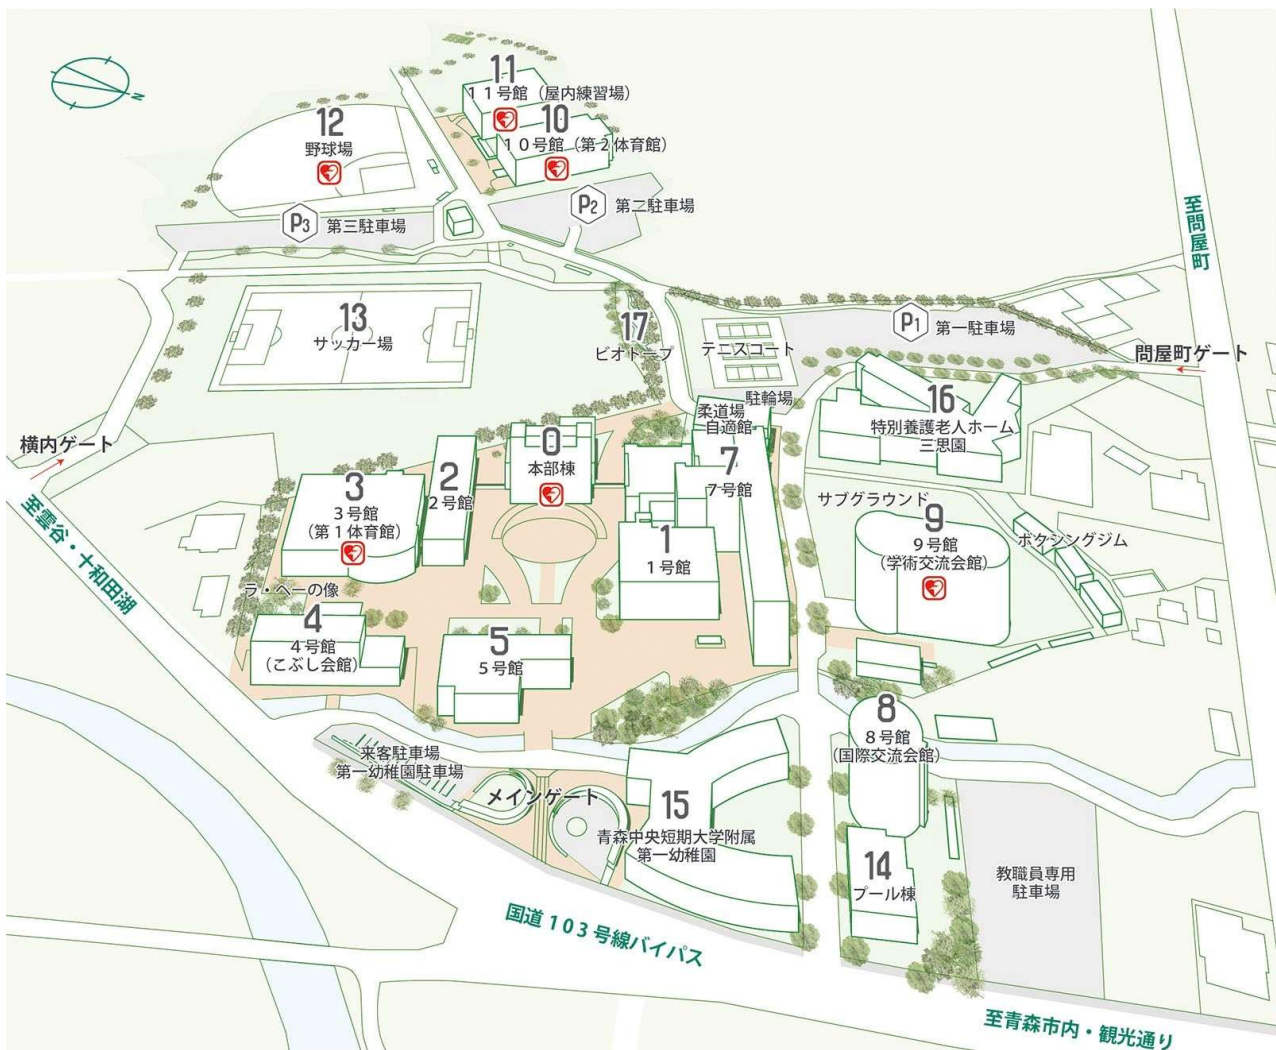 N
11
11号館（屋内練習場）
10
10号館（第2体育館）
12
野球場
P3 第三駐車場
P2 第二駐車場
至問屋町
13
サッカー場
17
ビオトープ
テニスコート
P1 第一駐車場
問屋町ゲート
駐輪場
柔道場
自適館
16
特別養護老人ホーム
三思園
横内ゲート
至雲谷・十和田湖
3
3号館
（第1体育館）
2
2号館
0
本部棟
7
7号館
1
1号館
サブグラウンド
9
9号館
（学術交流会館）
ボクシングジム
ラ・ヘーの像
4
4号館
（こぶし会館）
5
5号館
8
8号館
（国際交流会館）
来客駐車場
第一幼稚園駐車場
メインゲート
15
青森中央短期大学附属
第一幼稚園
14
プール棟
教職員専用
駐車場
国道103号線バイパス
至青森市内・観光通り